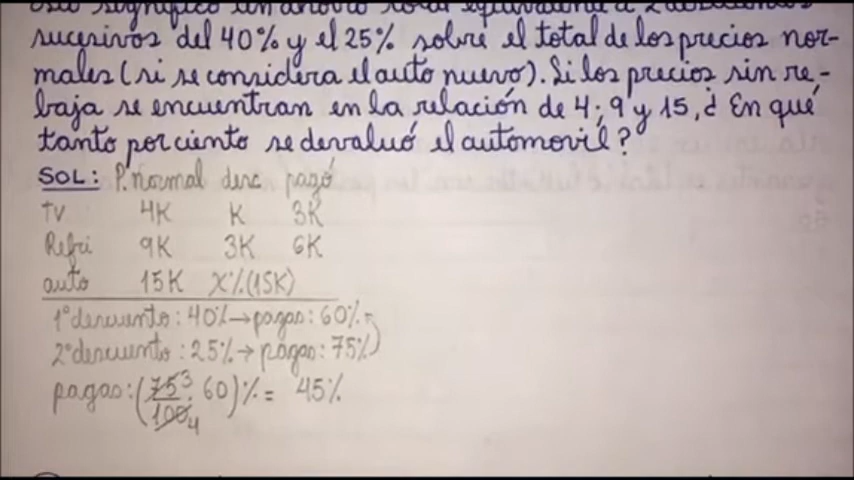 sucesivos del 40% y el 25% sobre el total de los precios nor-
males (si se considera el auto nuevo). Si los precios sin re-
baja se encuentran en la relación de 4; 9 y 15, ¿ En qué
tanto por ciento se devaluó el automovil?
SOL: P.normal desc pagó
TV 4K K 3K
Refri 9K 3K 6K
auto 15K X%(15K)
1° descuento: 40% → pagas: 60%
2° descuento: 25% → pagas: 75%
pagas: (75³/100₄ . 60)% = 45%